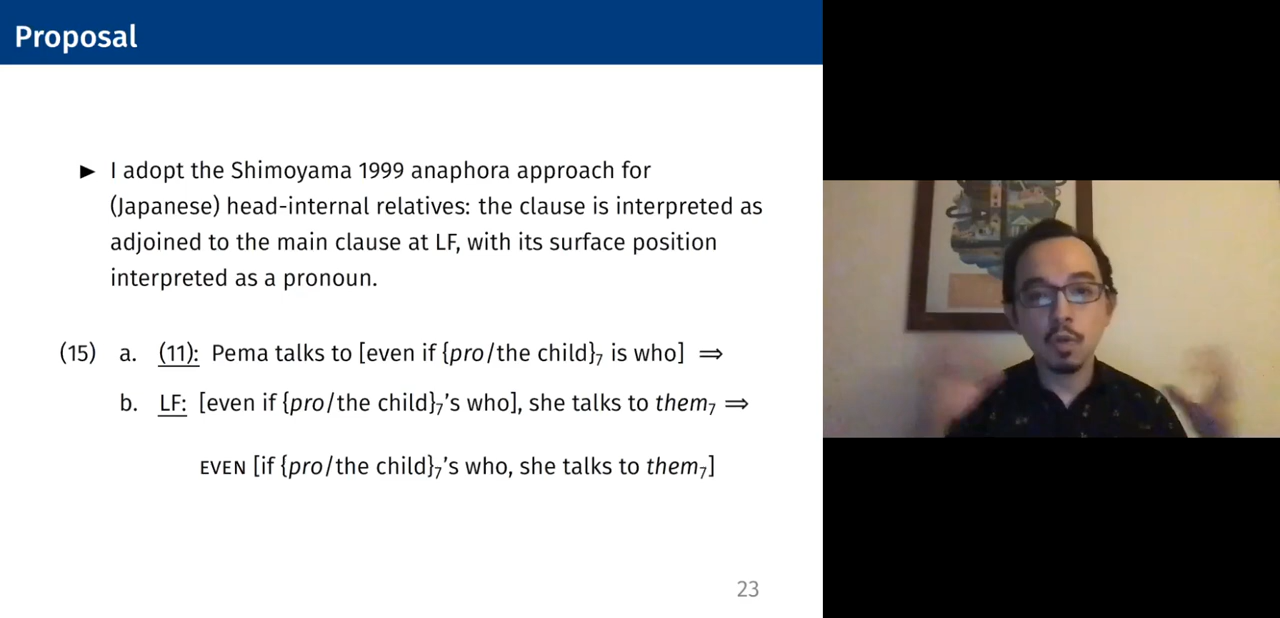 Proposal
► I adopt the Shimoyama 1999 anaphora approach for
(Japanese) head-internal relatives: the clause is interpreted as
adjoined to the main clause at LF, with its surface position
interpreted as a pronoun.
(15) a. (11): Pema talks to [even if {pro/the child}₇ is who] ⇒
b. LF: [even if {pro/the child}₇’s who], she talks to them₇ ⇒
EVEN [if {pro/the child}₇’s who, she talks to them₇]
23